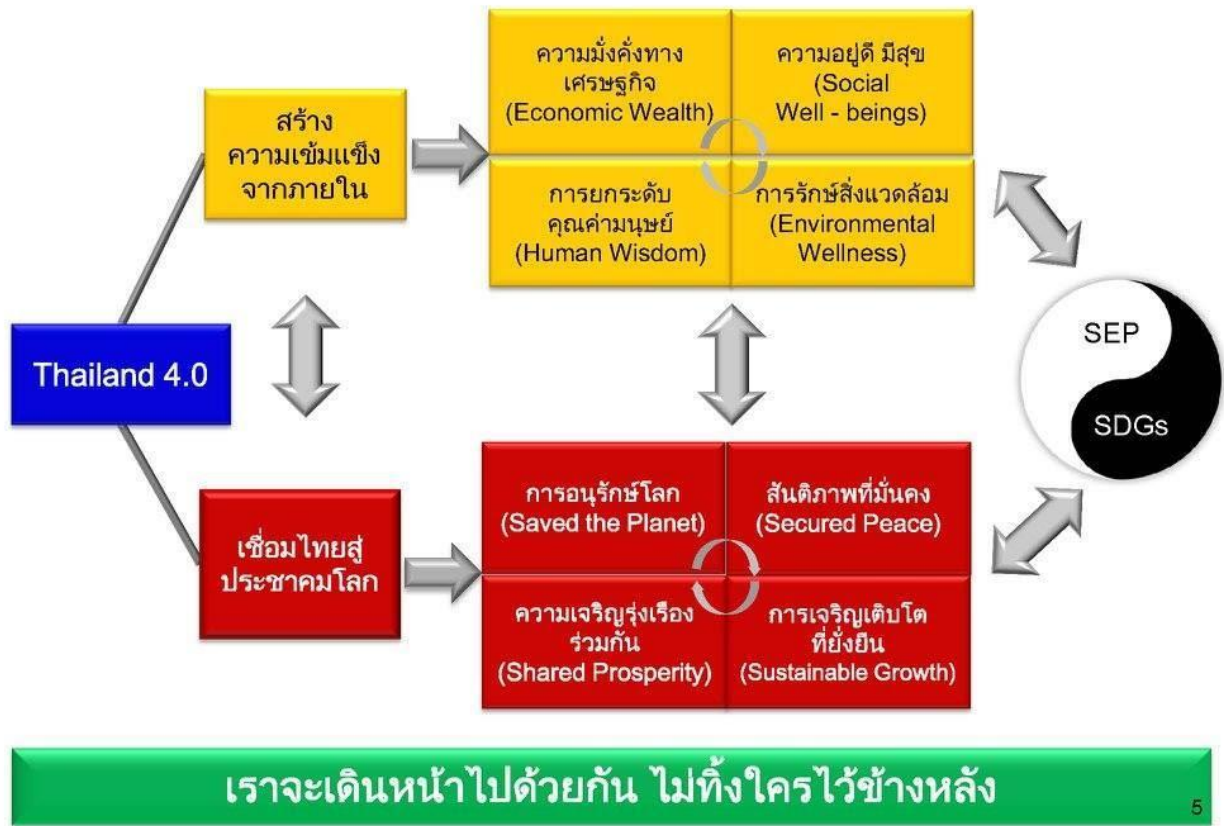 ความมั่งคั่งทาง
เศรษฐกิจ
(Economic Wealth)
ความอยู่ดี มีสุข
(Social
Well - beings)
สร้าง
ความเข้มแข็ง
จากภายใน
การยกระดับ
คุณค่ามนุษย์
(Human Wisdom)
การรักษ์สิ่งแวดล้อม
(Environmental
Wellness)
Thailand 4.0
SEP
SDGs
เชื่อมไทยสู่
ประชาคมโลก
การอนุรักษ์โลก
(Saved the Planet)
สันติภาพที่มั่นคง
(Secured Peace)
ความเจริญรุ่งเรือง
ร่วมกัน
(Shared Prosperity)
การเจริญเติบโต
ที่ยั่งยืน
(Sustainable Growth)
เราจะเดินหน้าไปด้วยกัน ไม่ทิ้งใครไว้ข้างหลัง
5